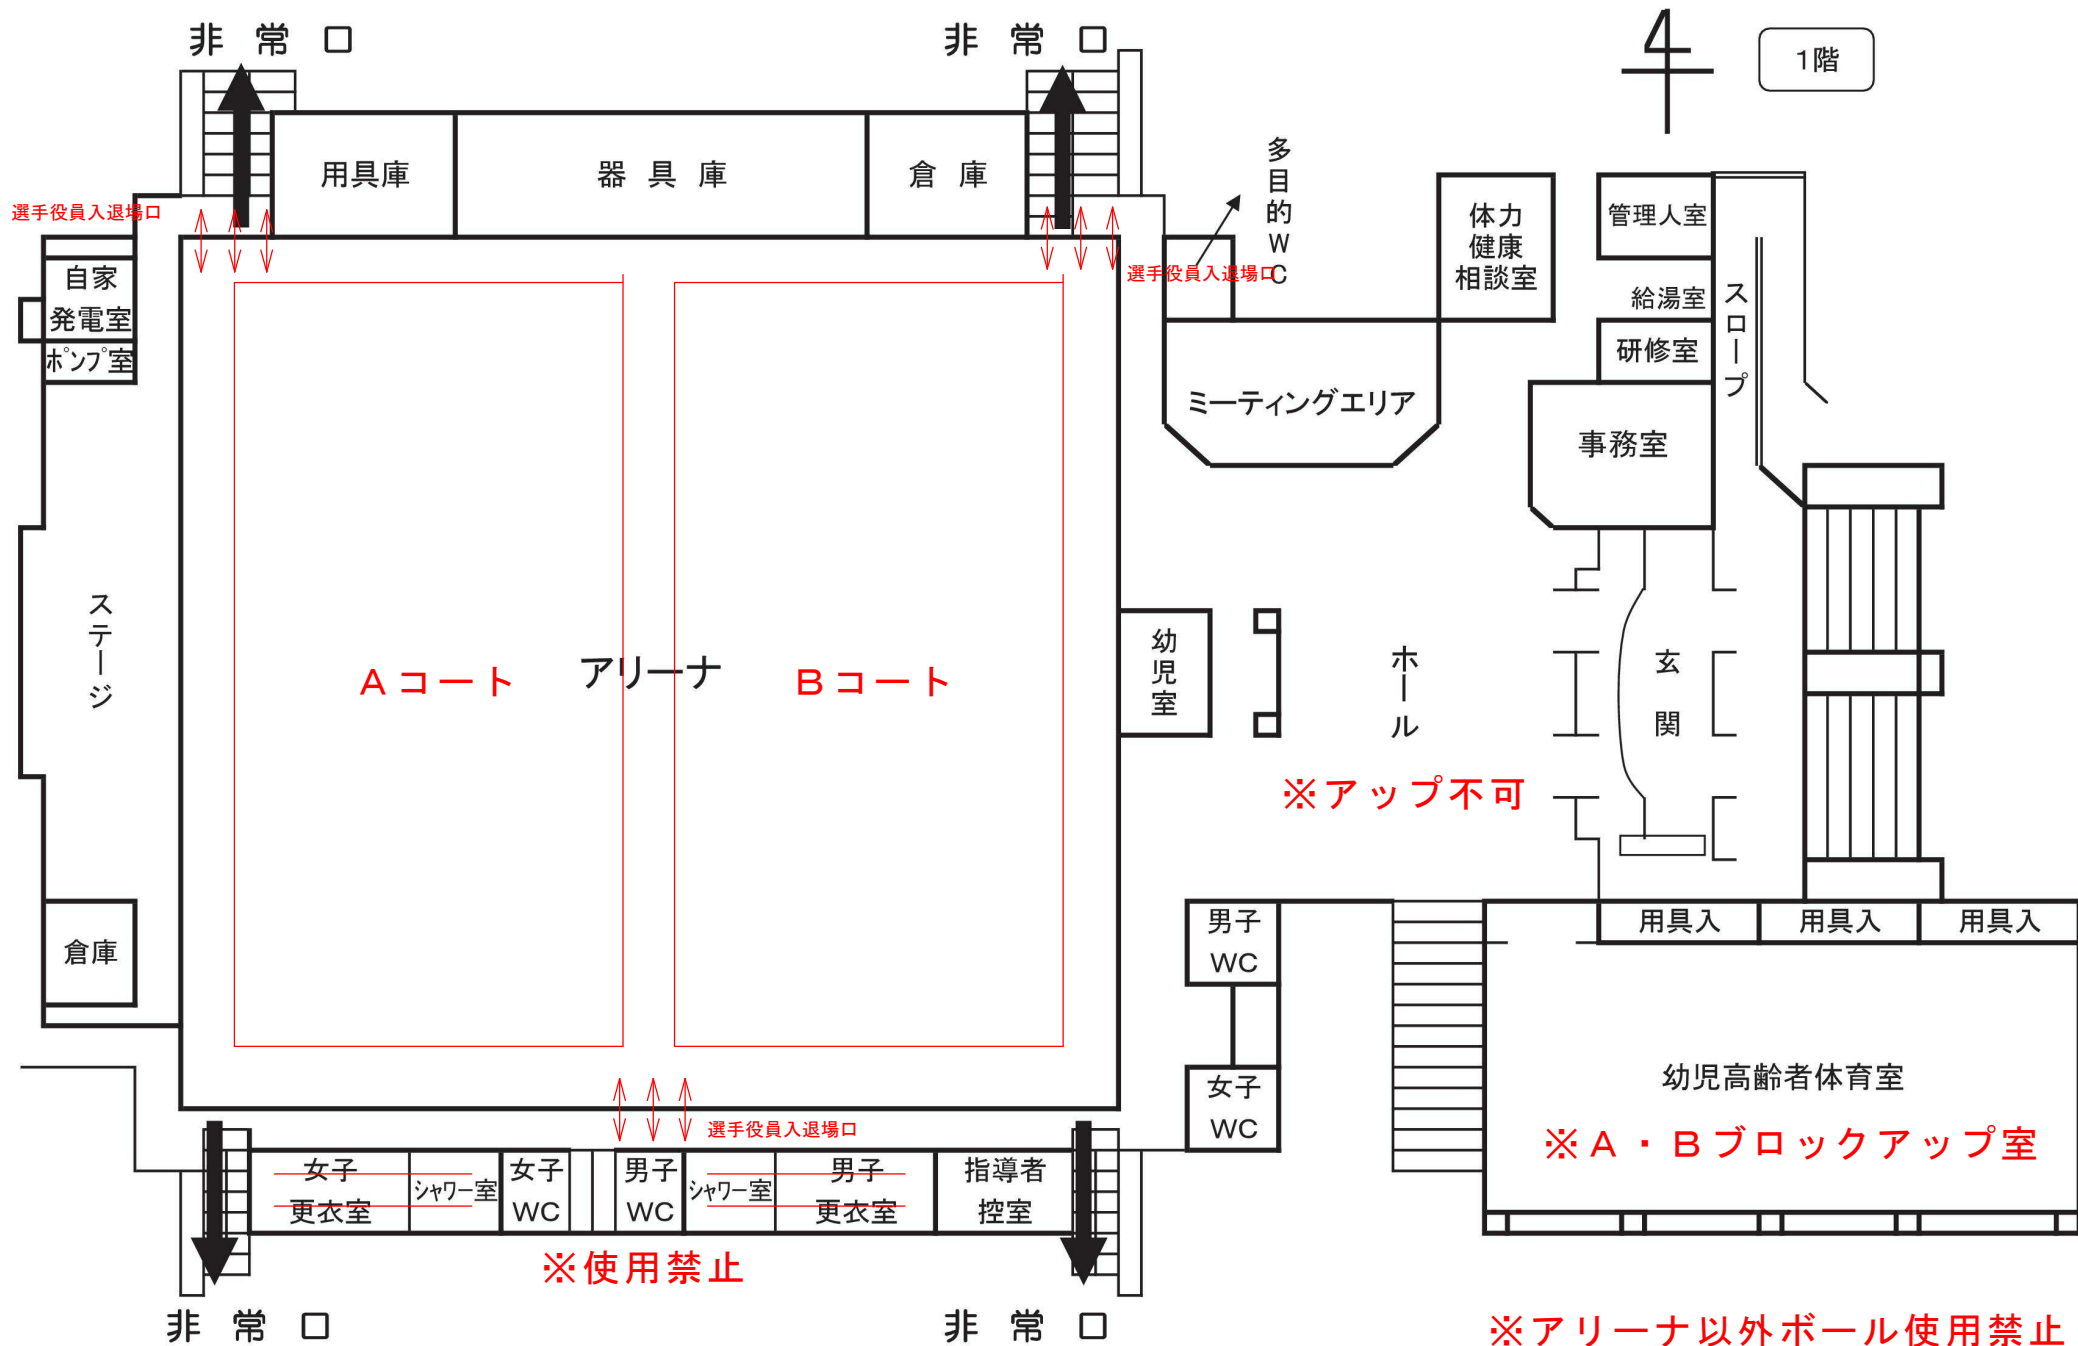 非常口
非常口
4
1階
用具庫
器具庫
倉庫
多目的WC
体力
健康
相談室
管理人室
選手役員入退場口
選手役員入退場口
自家
発電室
ポンプ室
給湯室
研修室
スロープ
ミーティングエリア
事務室
ステージ
Aコート
アリーナ
Bコート
幼児室
ホール
玄関
※アップ不可
倉庫
男子
WC
用具入
用具入
用具入
女子
WC
幼児高齢者体育室
※A・Bブロックアップ室
選手役員入退場口
女子
更衣室
シャワー室
女子
WC
男子
WC
シャワー室
男子
更衣室
指導者
控室
※使用禁止
非常口
非常口
※アリーナ以外ボール使用禁止